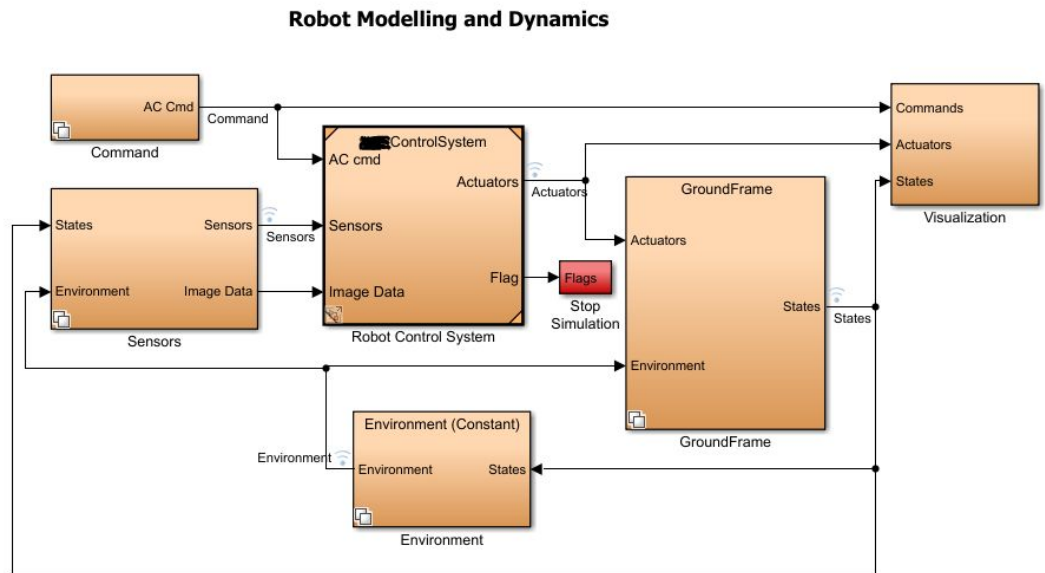 Robot Modelling and Dynamics
AC Cmd
Command
Command
ControlSystem
AC cmd
Sensors
Image Data
Actuators
Flag
Robot Control System
Actuators
States
Environment
Sensors
Image Data
Sensors
Sensors
Flags
Stop
Simulation
GroundFrame
Actuators
Environment
States
GroundFrame
States
Commands
Actuators
States
Visualization
Environment (Constant)
Environment
Environment
States
Environment